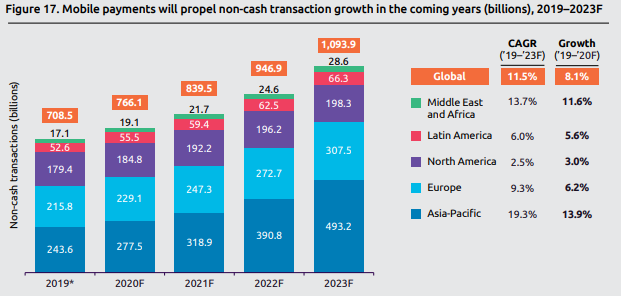 Figure 17. Mobile payments will propel non-cash transaction growth in the coming years (billions), 2019–2023F
Non-cash transactions (billions)
708.5
17.1
52.6
179.4
215.8
243.6
2019*
766.1
19.1
55.5
184.8
229.1
277.5
2020F
839.5
21.7
59.4
192.2
247.3
318.9
2021F
946.9
24.6
62.5
196.2
272.7
390.8
2022F
1,093.9
28.6
66.3
198.3
307.5
493.2
2023F
CAGR Growth
('19–'23F) ('19–'20F)
Global 11.5% 8.1%
Middle East and Africa 13.7% 11.6%
Latin America 6.0% 5.6%
North America 2.5% 3.0%
Europe 9.3% 6.2%
Asia-Pacific 19.3% 13.9%